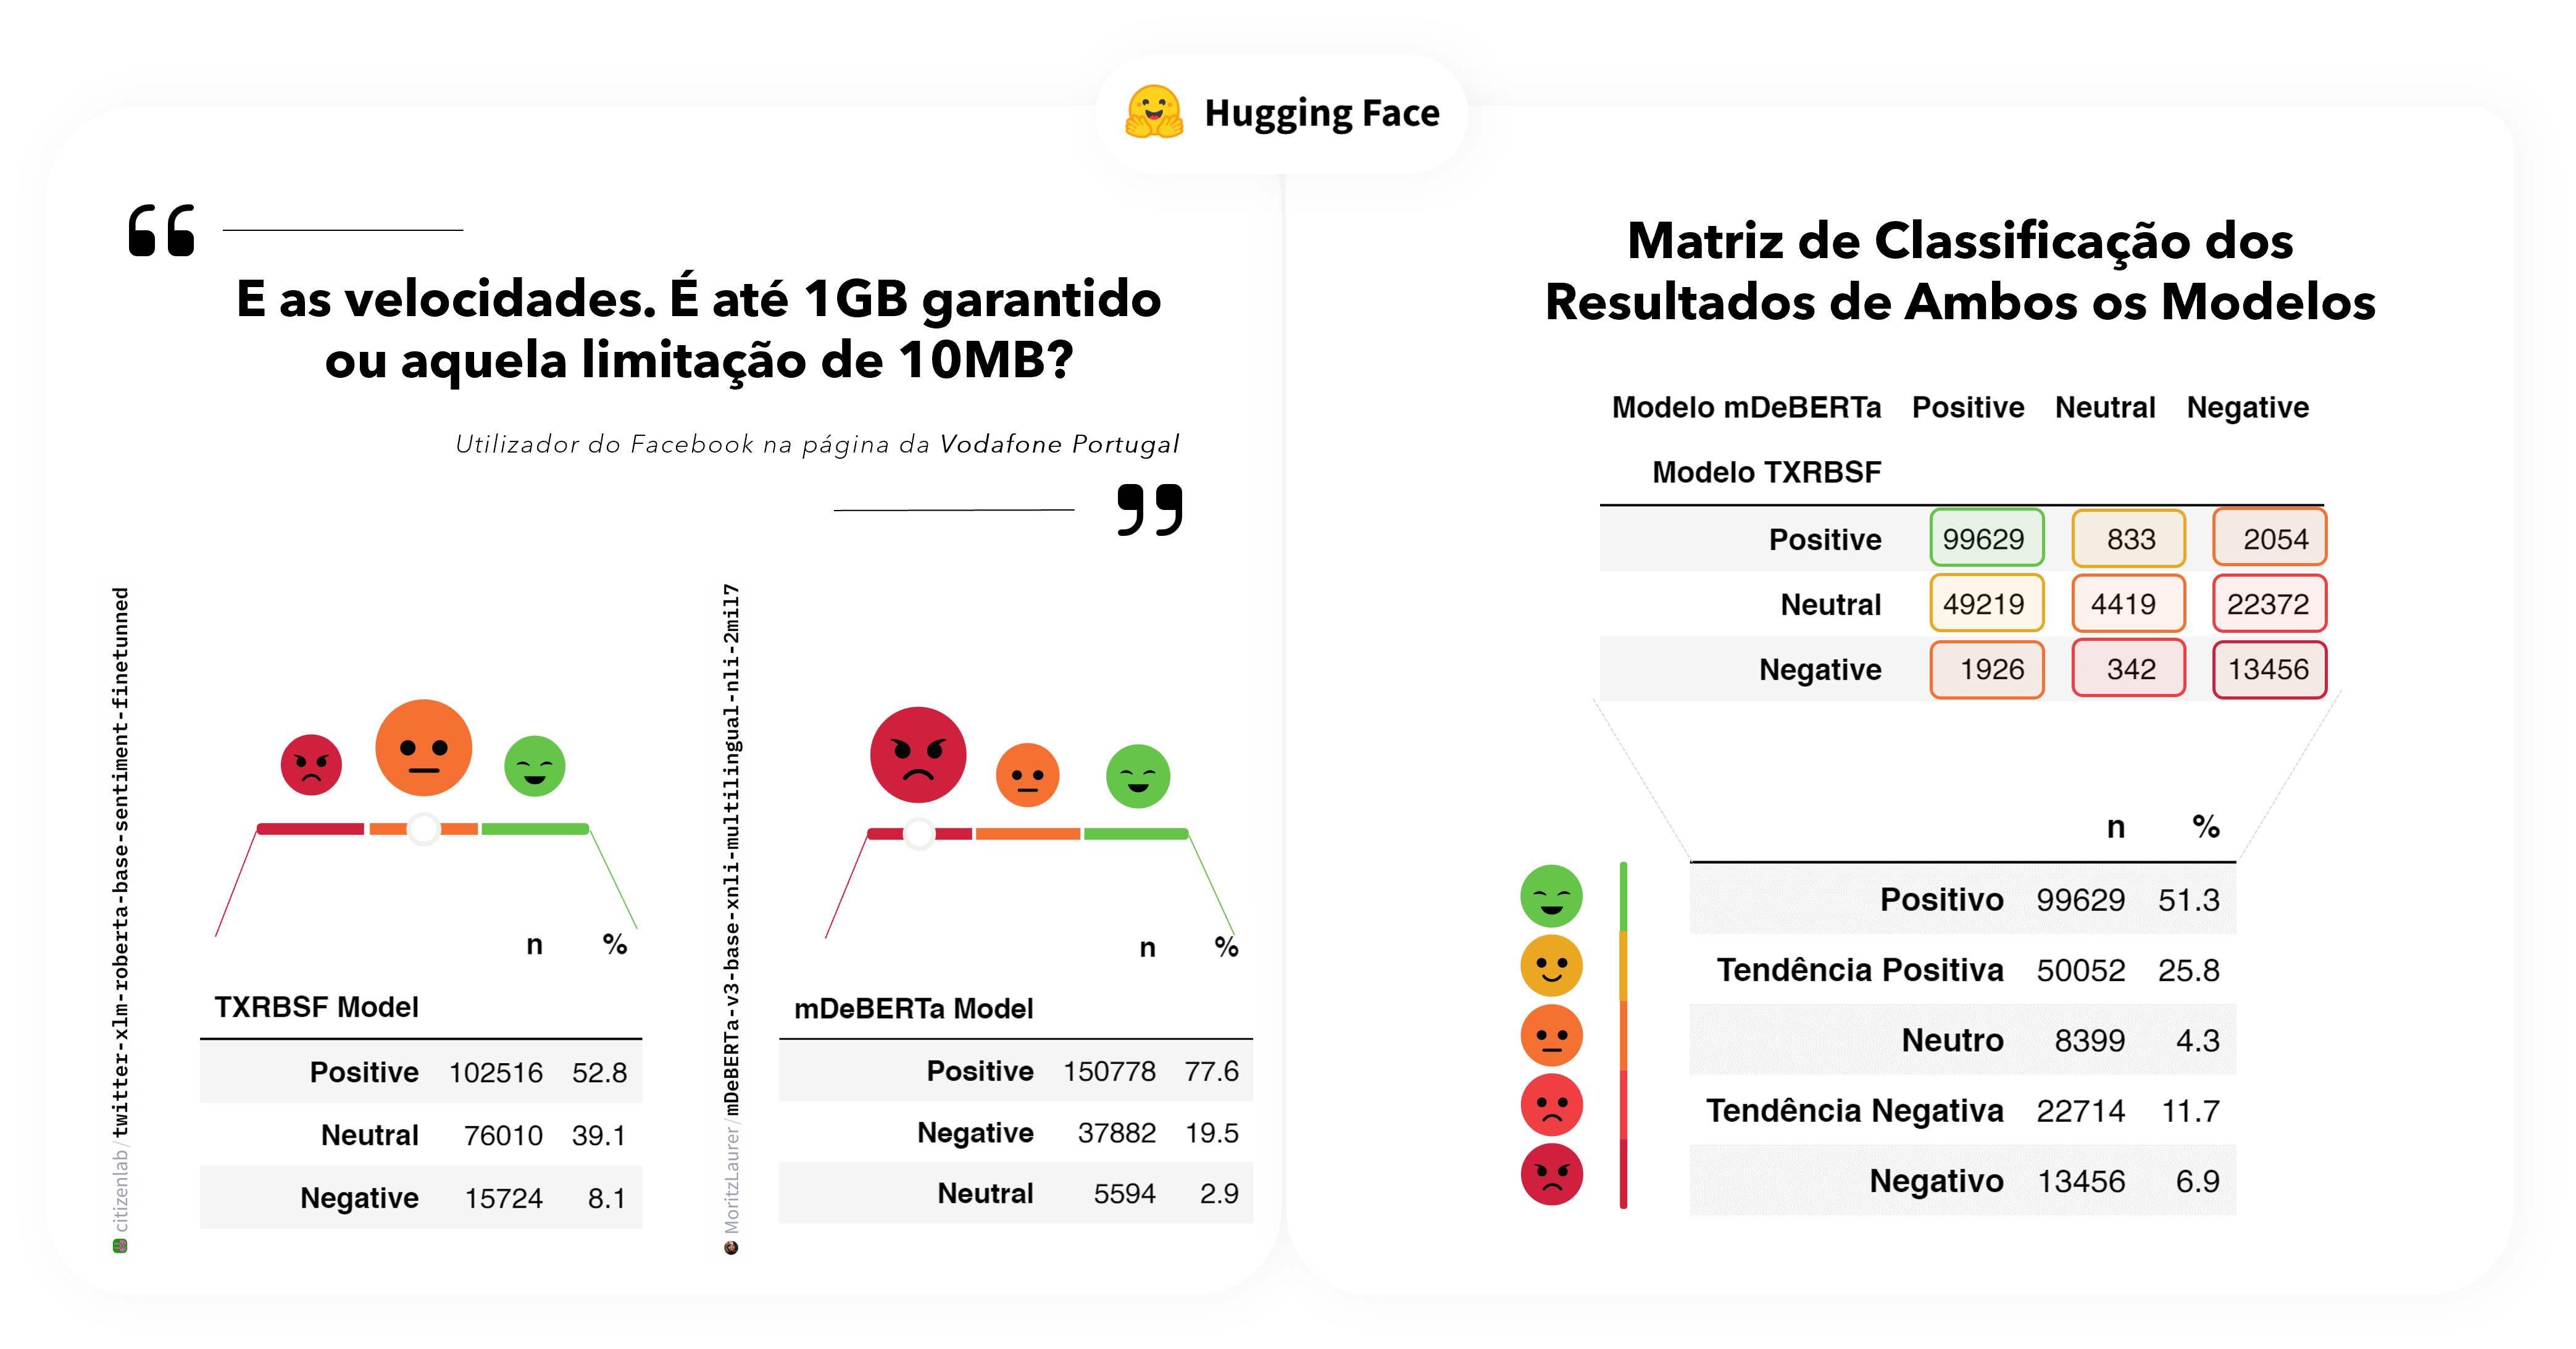 Hugging Face
“
E as velocidades. É até 1GB garantido
ou aquela limitação de 10MB?
Utilizador do Facebook na página da Vodafone Portugal
”
citizenlab/twitter-xlm-roberta-base-sentiment-finetunned
n %
TXRBSF Model
Positive 102516 52.8
Neutral 76010 39.1
Negative 15724 8.1
MoritzLaurer/mDeBERTa-v3-base-xnli-multilingual-nli-2mil7
n %
mDeBERTa Model
Positive 150778 77.6
Negative 37882 19.5
Neutral 5594 2.9
Matriz de Classificação dos
Resultados de Ambos os Modelos
Modelo mDeBERTa Positive Neutral Negative
Modelo TXRBSF
Positive 99629 833 2054
Neutral 49219 4419 22372
Negative 1926 342 13456
n %
Positivo 99629 51.3
Tendência Positiva 50052 25.8
Neutro 8399 4.3
Tendência Negativa 22714 11.7
Negativo 13456 6.9